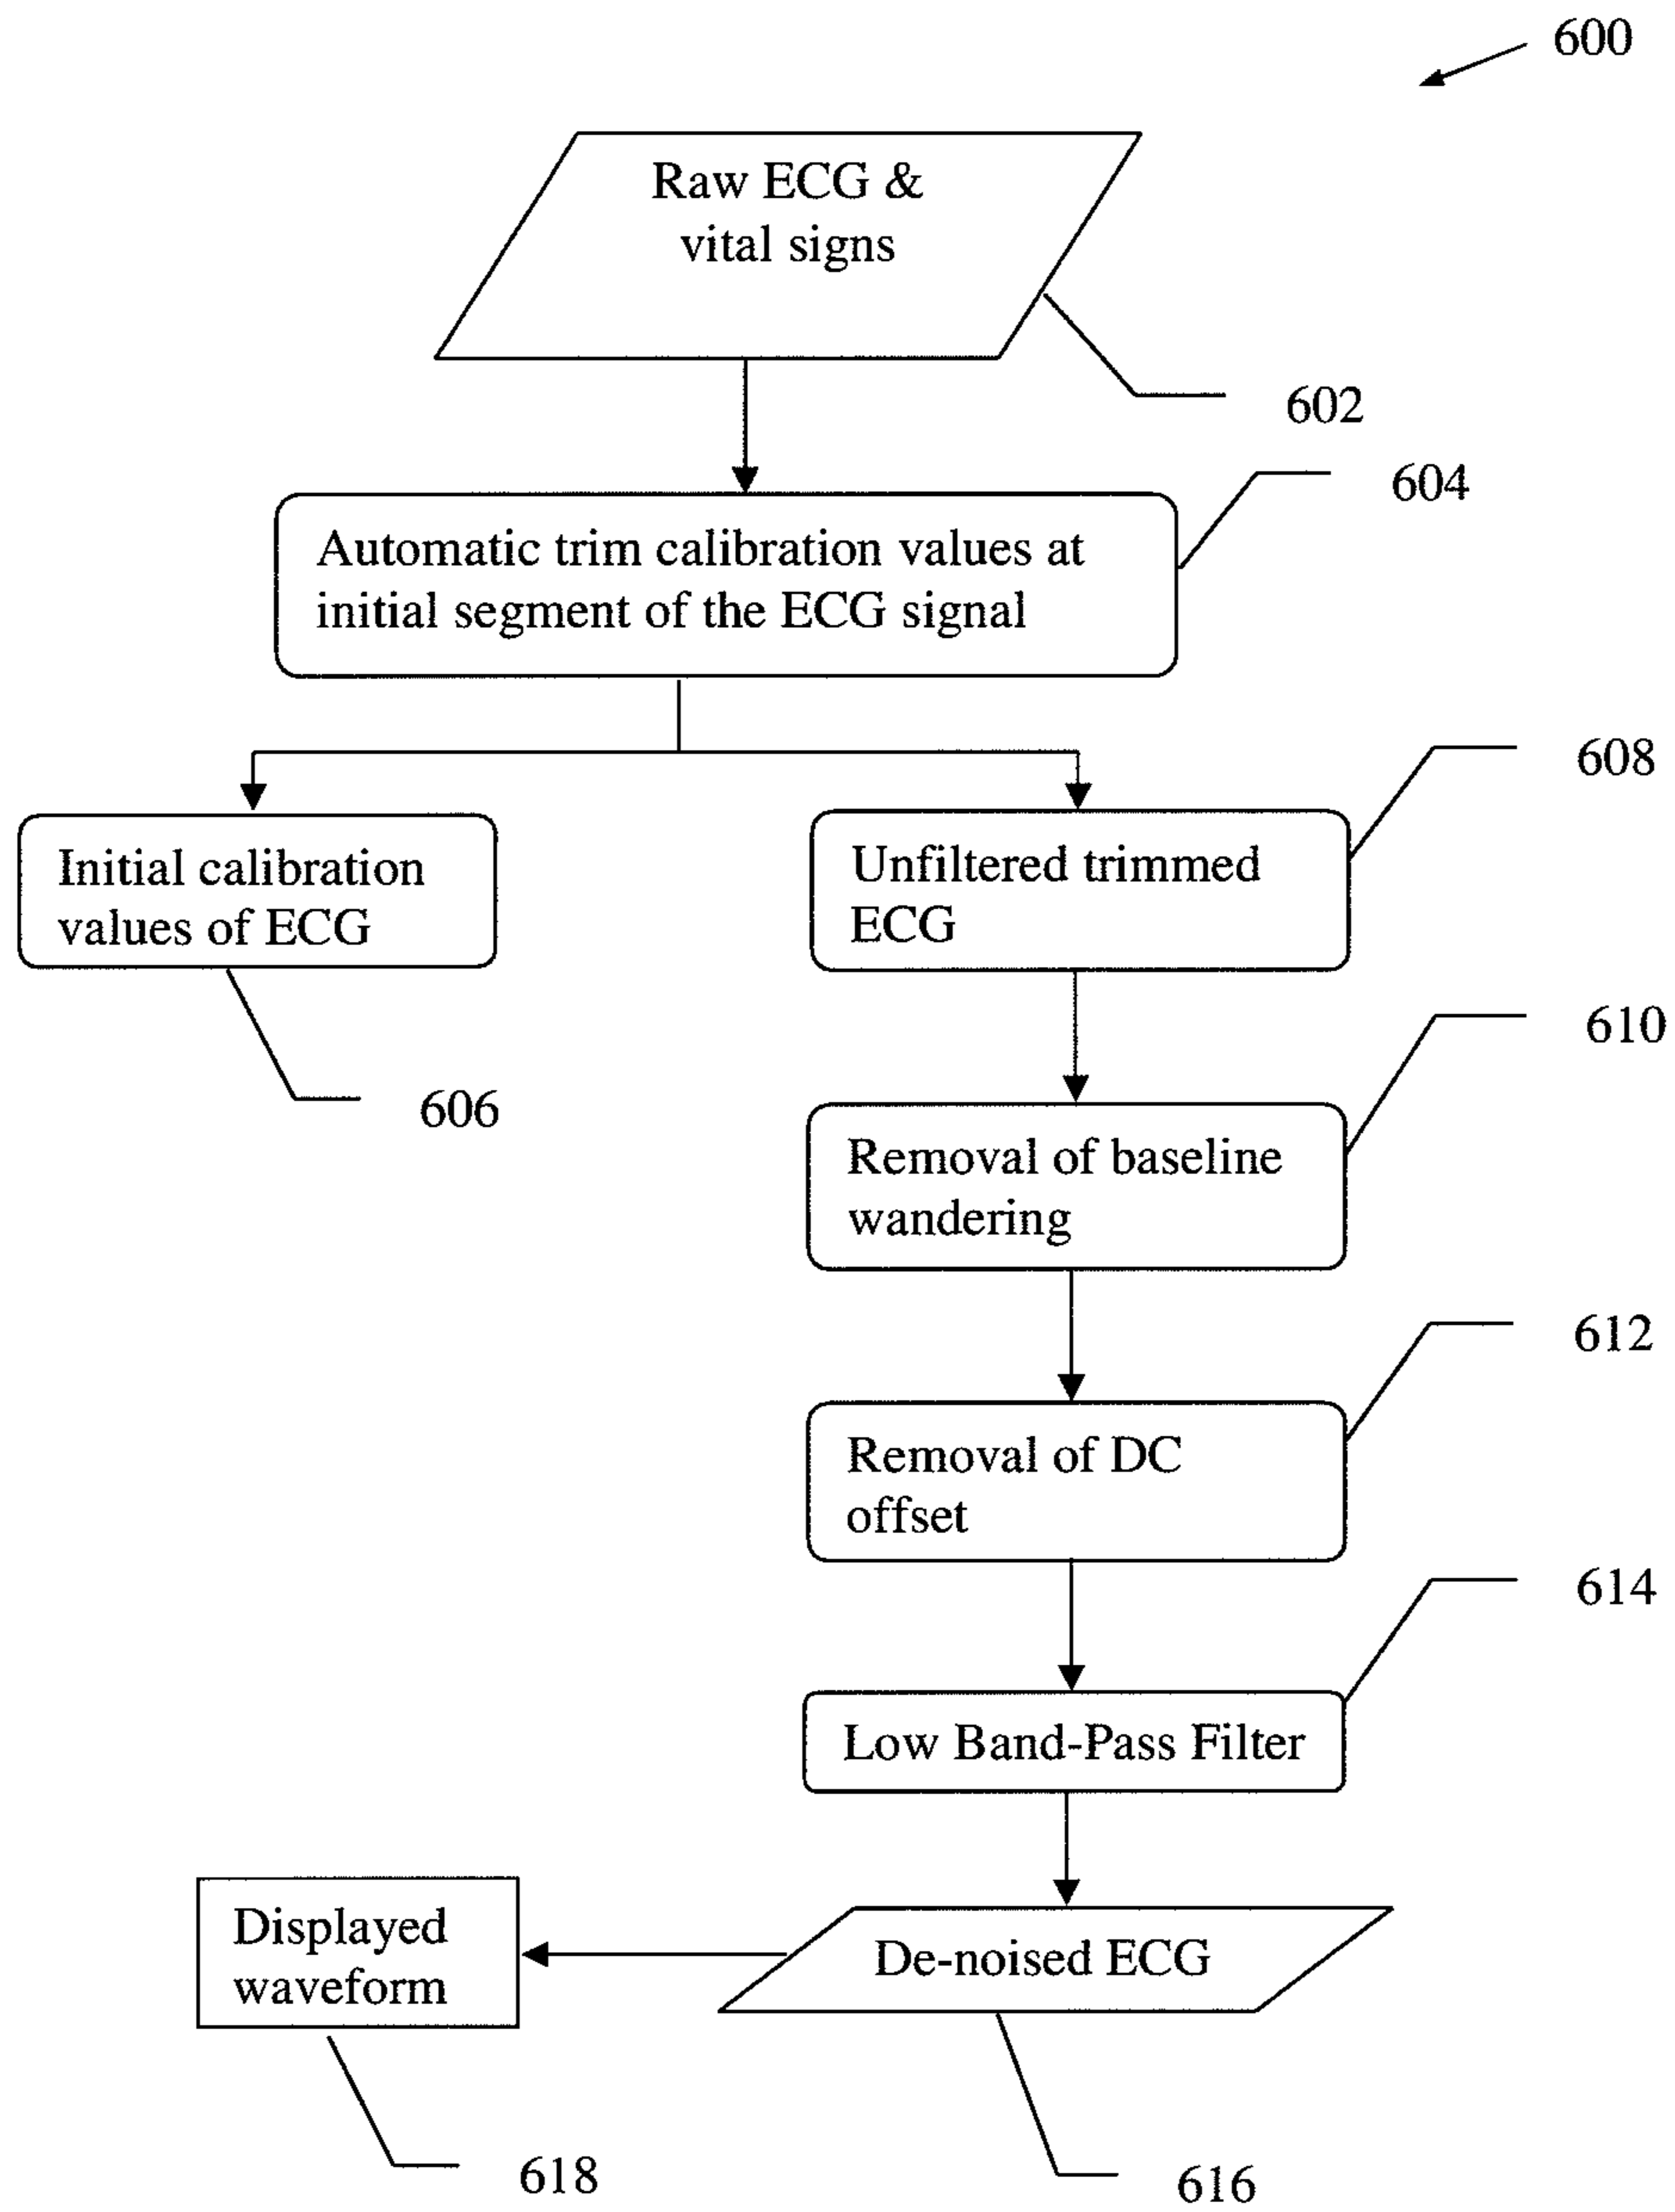 600
Raw ECG &
vital signs
602
604
Automatic trim calibration values at
initial segment of the ECG signal
608
Initial calibration
values of ECG
Unfiltered trimmed
ECG
606
610
Removal of baseline
wandering
612
Removal of DC
offset
614
Low Band-Pass Filter
Displayed
waveform
De-noised ECG
618
616